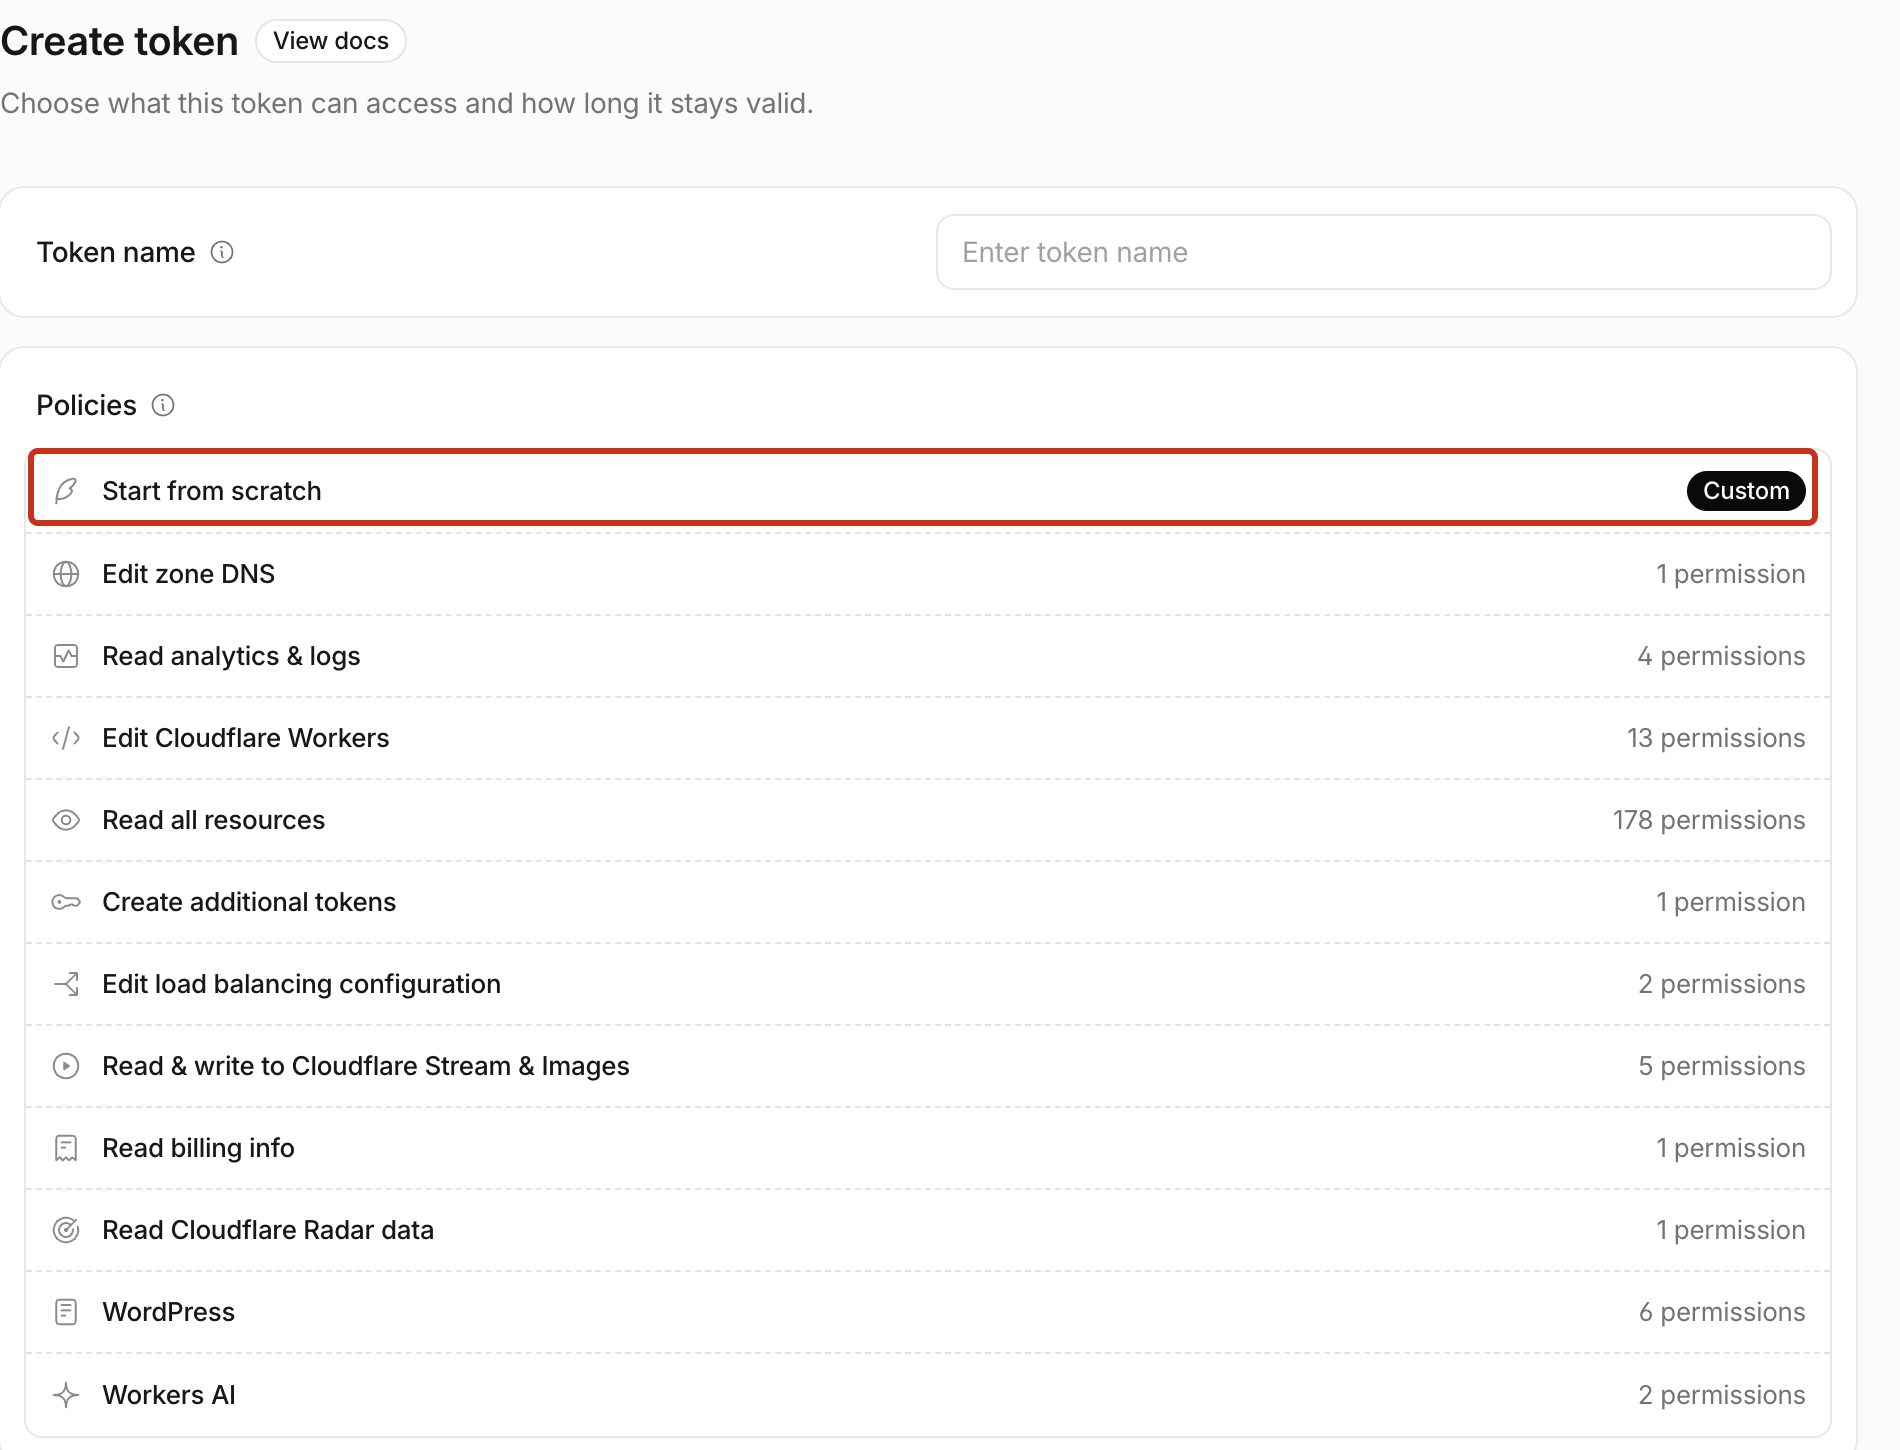 Create token View docs
Choose what this token can access and how long it stays valid.
Token name
Enter token name
Policies
Start from scratch Custom
Edit zone DNS 1 permission
Read analytics & logs 4 permissions
Edit Cloudflare Workers 13 permissions
Read all resources 178 permissions
Create additional tokens 1 permission
Edit load balancing configuration 2 permissions
Read & write to Cloudflare Stream & Images 5 permissions
Read billing info 1 permission
Read Cloudflare Radar data 1 permission
WordPress 6 permissions
Workers AI 2 permissions